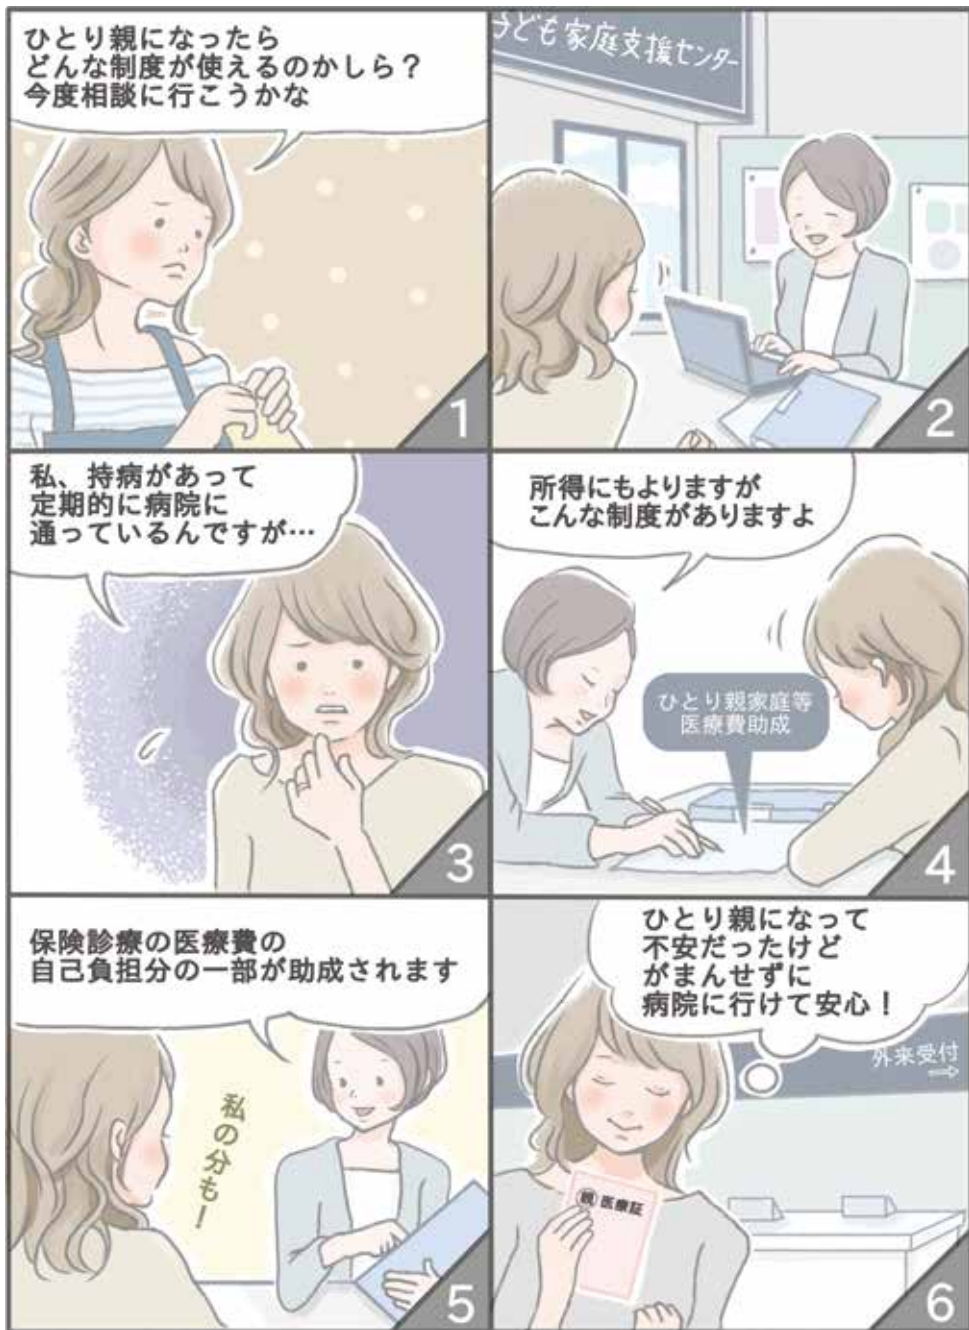 ひとり親になったら
どんな制度が使えるのかしら？
今度相談に行こうかな
1
子ども家庭支援センター
2
私、持病があって
定期的に病院に
通っているんですが…
3
所得にもよりますが
こんな制度がありますよ
ひとり親家庭等
医療費助成
4
保険診療の医療費の
自己負担分の一部が助成されます
私の分も！
5
ひとり親になって
不安だったけど
がまんせずに
病院に行けて安心！
外来受付
⇨
親 医療証
6